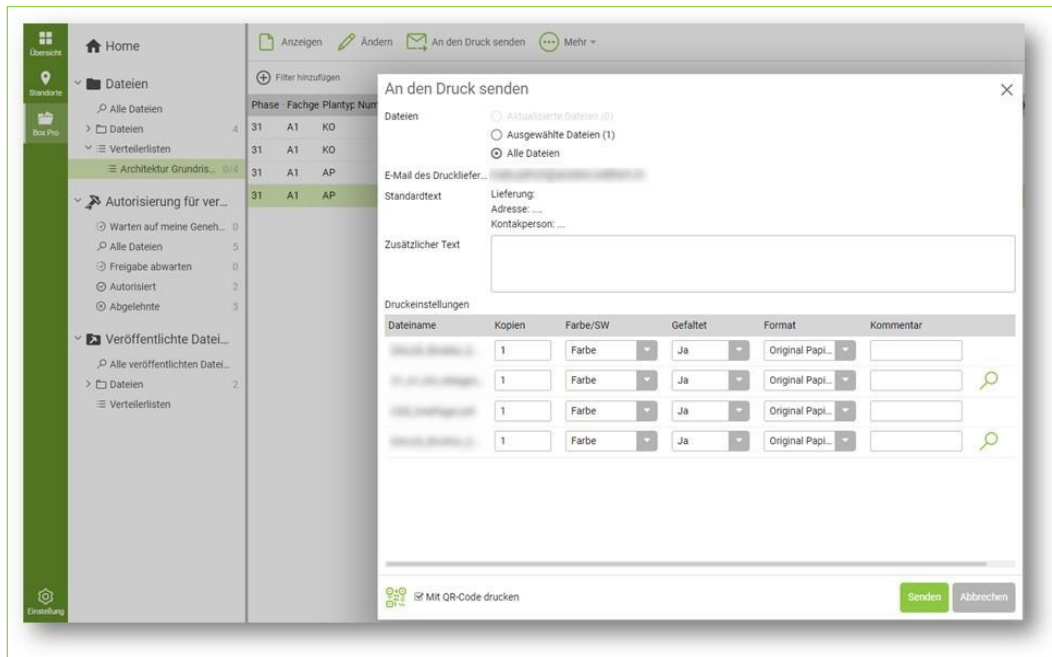 Übersicht
Standorte
Box Pro
Einstellung
Home
Dateien
Alle Dateien
Dateien 4
Verteilerlisten
Architektur Grundris... 0/4
Autorisierung für ver...
Warten auf meine Geneh... 0
Alle Dateien 5
Freigabe abwarten 0
Autorisiert 2
Abgelehnte 3
Veröffentlichte Datei...
Alle veröffentlichten Datei...
Dateien 2
Verteilerlisten
Anzeigen Ändern An den Druck senden Mehr
Filter hinzufügen
Phase Fachge Plantyp Num
31 A1 KO
31 A1 KO
31 A1 AP
31 A1 AP
An den Druck senden
Dateien
Aktualisierte Dateien (0)
Ausgewählte Dateien (1)
Alle Dateien
E-Mail des Druckliefer...
Standardtext
Lieferung:
Adresse: ....
Kontakperson: ...
Zusätzlicher Text
Druckeinstellungen
Dateiname Kopien Farbe/SW Gefaltet Format Kommentar
1 Farbe Ja Original Papi...
1 Farbe Ja Original Papi...
1 Farbe Ja Original Papi...
1 Farbe Ja Original Papi...
Mit QR-Code drucken
Senden Abbrechen